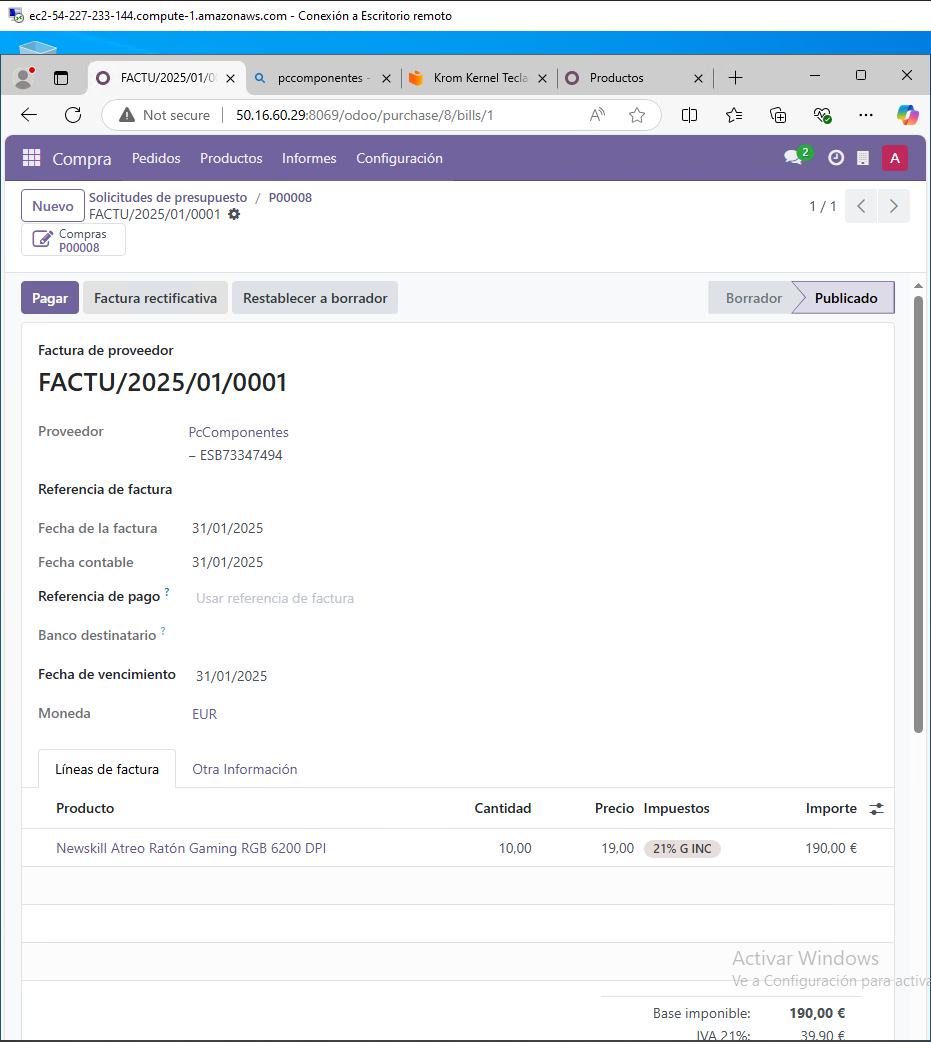 ec2-54-227-233-144.compute-1.amazonaws.com - Conexión a Escritorio remoto
FACTU/2025/01/0 pccomponentes - Krom Kernel Tecla Productos
Not secure 50.16.60.29:8069/odoo/purchase/8/bills/1
Compra Pedidos Productos Informes Configuración 2 A
Nuevo Solicitudes de presupuesto / P00008
FACTU/2025/01/0001 1 / 1
Compras
P00008
Pagar Factura rectificativa Restablecer a borrador Borrador Publicado
Factura de proveedor
FACTU/2025/01/0001
Proveedor PcComponentes
– ESB73347494
Referencia de factura
Fecha de la factura 31/01/2025
Fecha contable 31/01/2025
Referencia de pago ? Usar referencia de factura
Banco destinatario ?
Fecha de vencimiento 31/01/2025
Moneda EUR
Líneas de factura Otra Información
Producto Cantidad Precio Impuestos Importe
Newskill Atreo Ratón Gaming RGB 6200 DPI 10,00 19,00 21% G INC 190,00 €
Activar Windows
Ve a Configuración para activa
Base imponible: 190,00 €
IVA 21%: 39,90 €